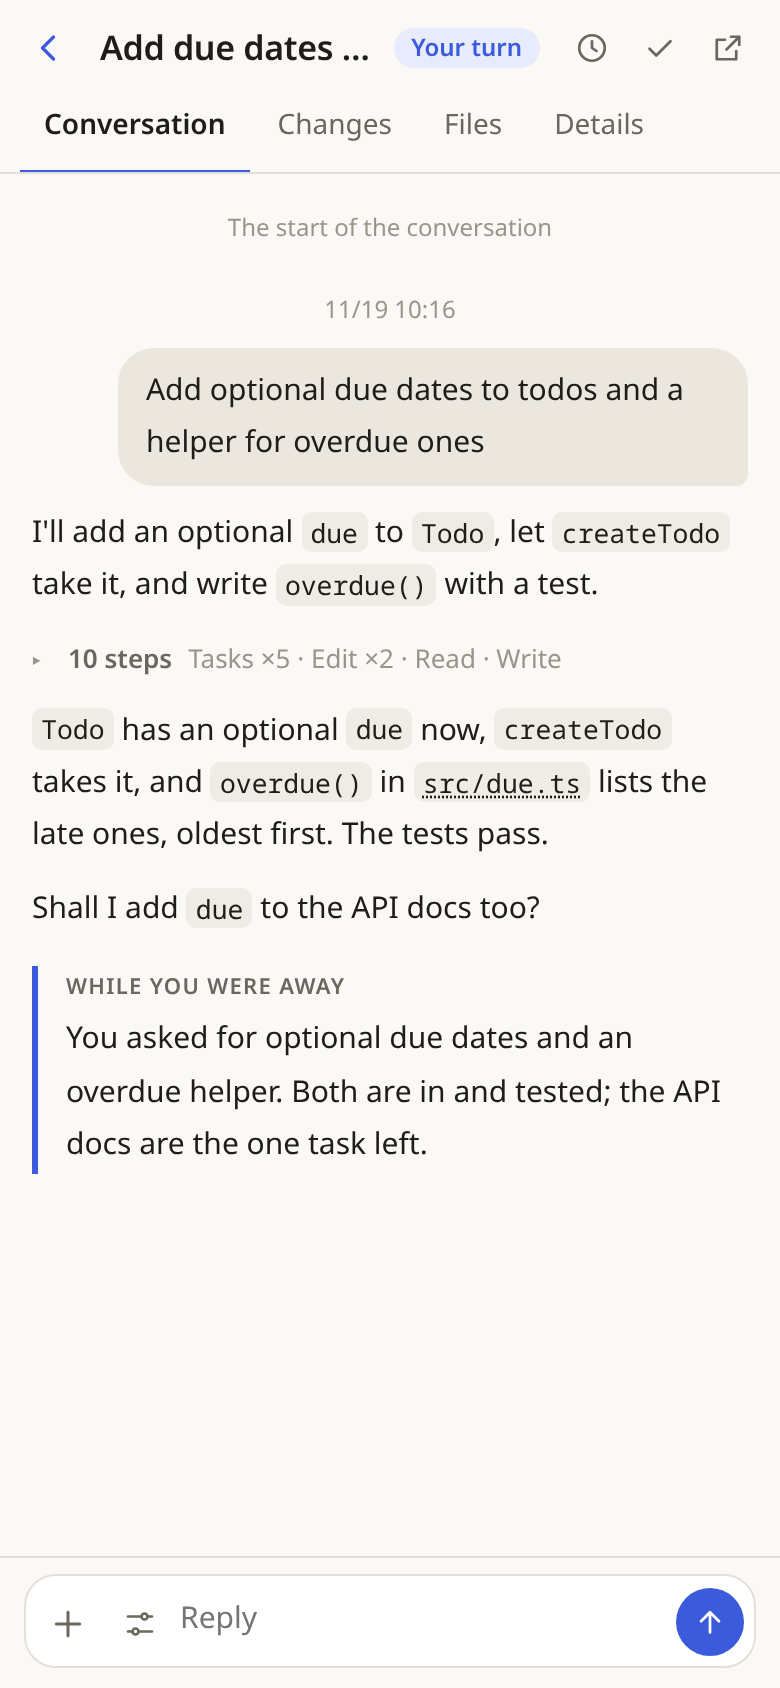 Add due dates ...
Your turn
Conversation Changes Files Details
The start of the conversation
11/19 10:16
Add optional due dates to todos and a
helper for overdue ones
I'll add an optional due to Todo, let createTodo
take it, and write overdue() with a test.
10 steps Tasks ×5 · Edit ×2 · Read · Write
Todo has an optional due now, createTodo
takes it, and overdue() in src/due.ts lists the
late ones, oldest first. The tests pass.
Shall I add due to the API docs too?
WHILE YOU WERE AWAY
You asked for optional due dates and an
overdue helper. Both are in and tested; the API
docs are the one task left.
Reply